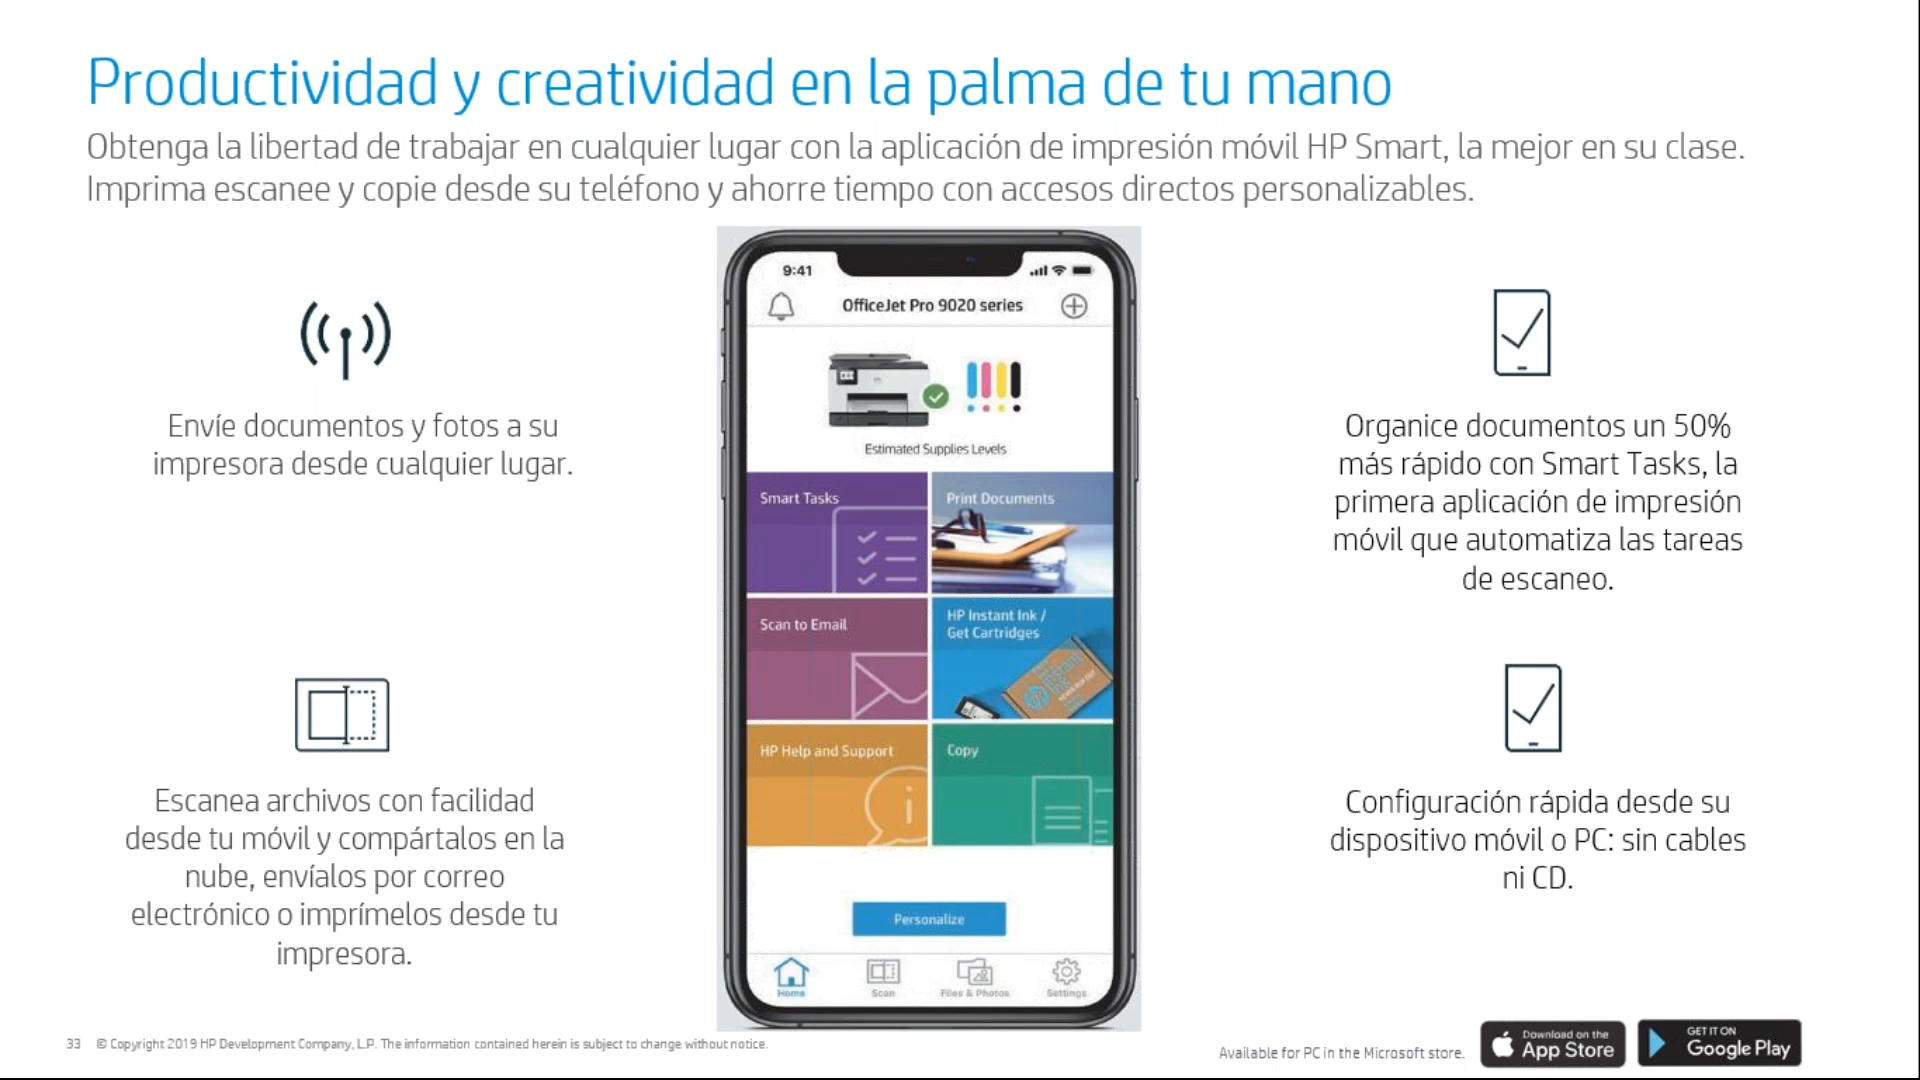 Productividad y creatividad en la palma de tu mano
Obtenga la libertad de trabajar en cualquier lugar con la aplicación de impresión móvil HP Smart, la mejor en su clase.
Imprima escanee y copie desde su teléfono y ahorre tiempo con accesos directos personalizables.
Envíe documentos y fotos a su
impresora desde cualquier lugar.
Escanea archivos con facilidad
desde tu móvil y compártalos en la
nube, envíalos por correo
electrónico o imprímelos desde tu
impresora.
9:41
OfficeJet Pro 9020 series
Estimated Supplies Levels
Smart Tasks
Print Documents
Scan to Email
HP Instant Ink /
Get Cartridges
HP Help and Support
Copy
Personalize
Home
Scan
Files & Photos
Settings
Organice documentos un 50%
más rápido con Smart Tasks, la
primera aplicación de impresión
móvil que automatiza las tareas
de escaneo.
Configuración rápida desde su
dispositivo móvil o PC: sin cables
ni CD.
33 © Copyright 2019 HP Development Company, L.P. The information contained herein is subject to change without notice.
Available for PC in the Microsoft store.
Download on the
App Store
GET IT ON
Google Play